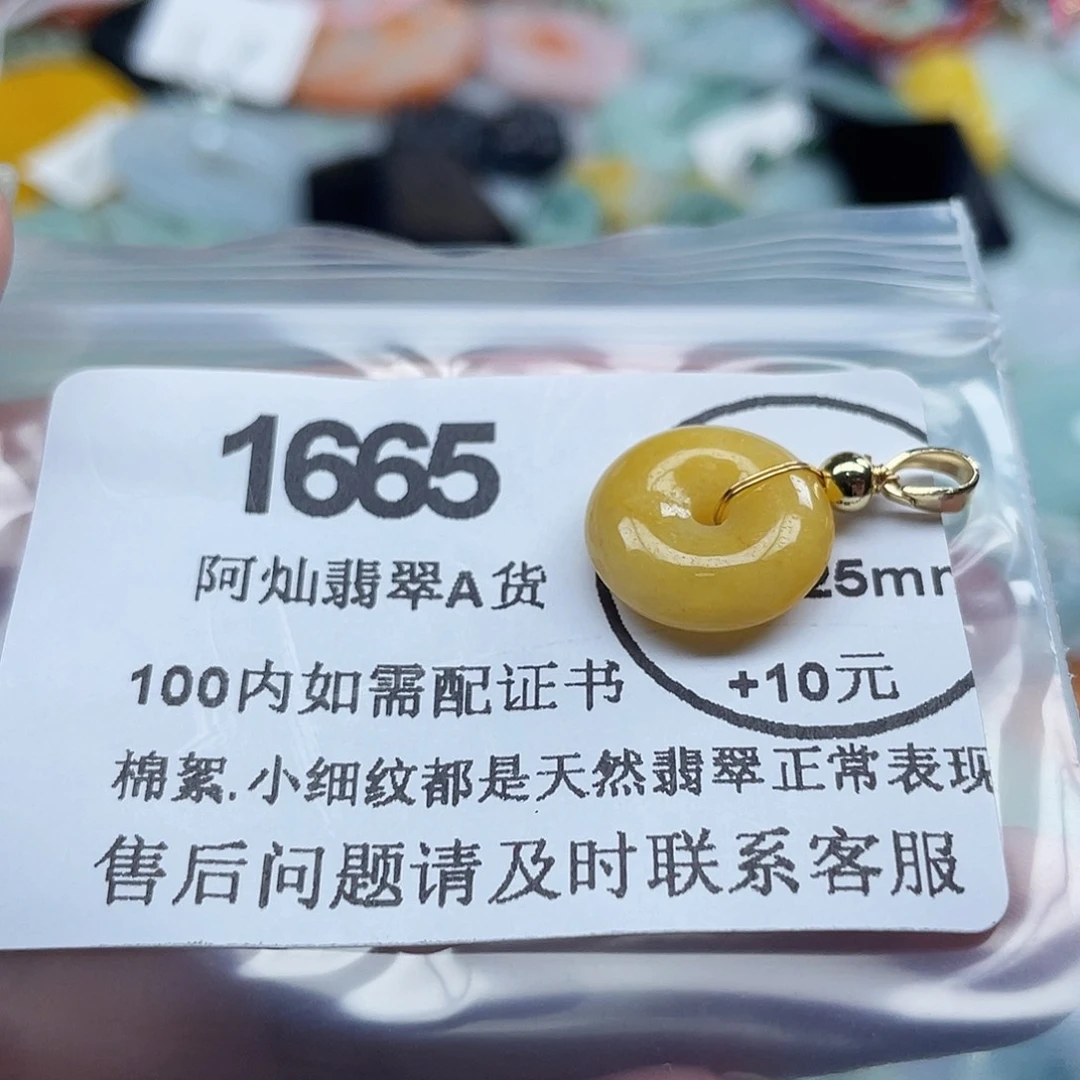 1665
阿灿翡翠A货
25mm
100内如需配证书
+10元
棉絮.小细纹都是天然翡翠正常表现
售后问题请及时联系客服